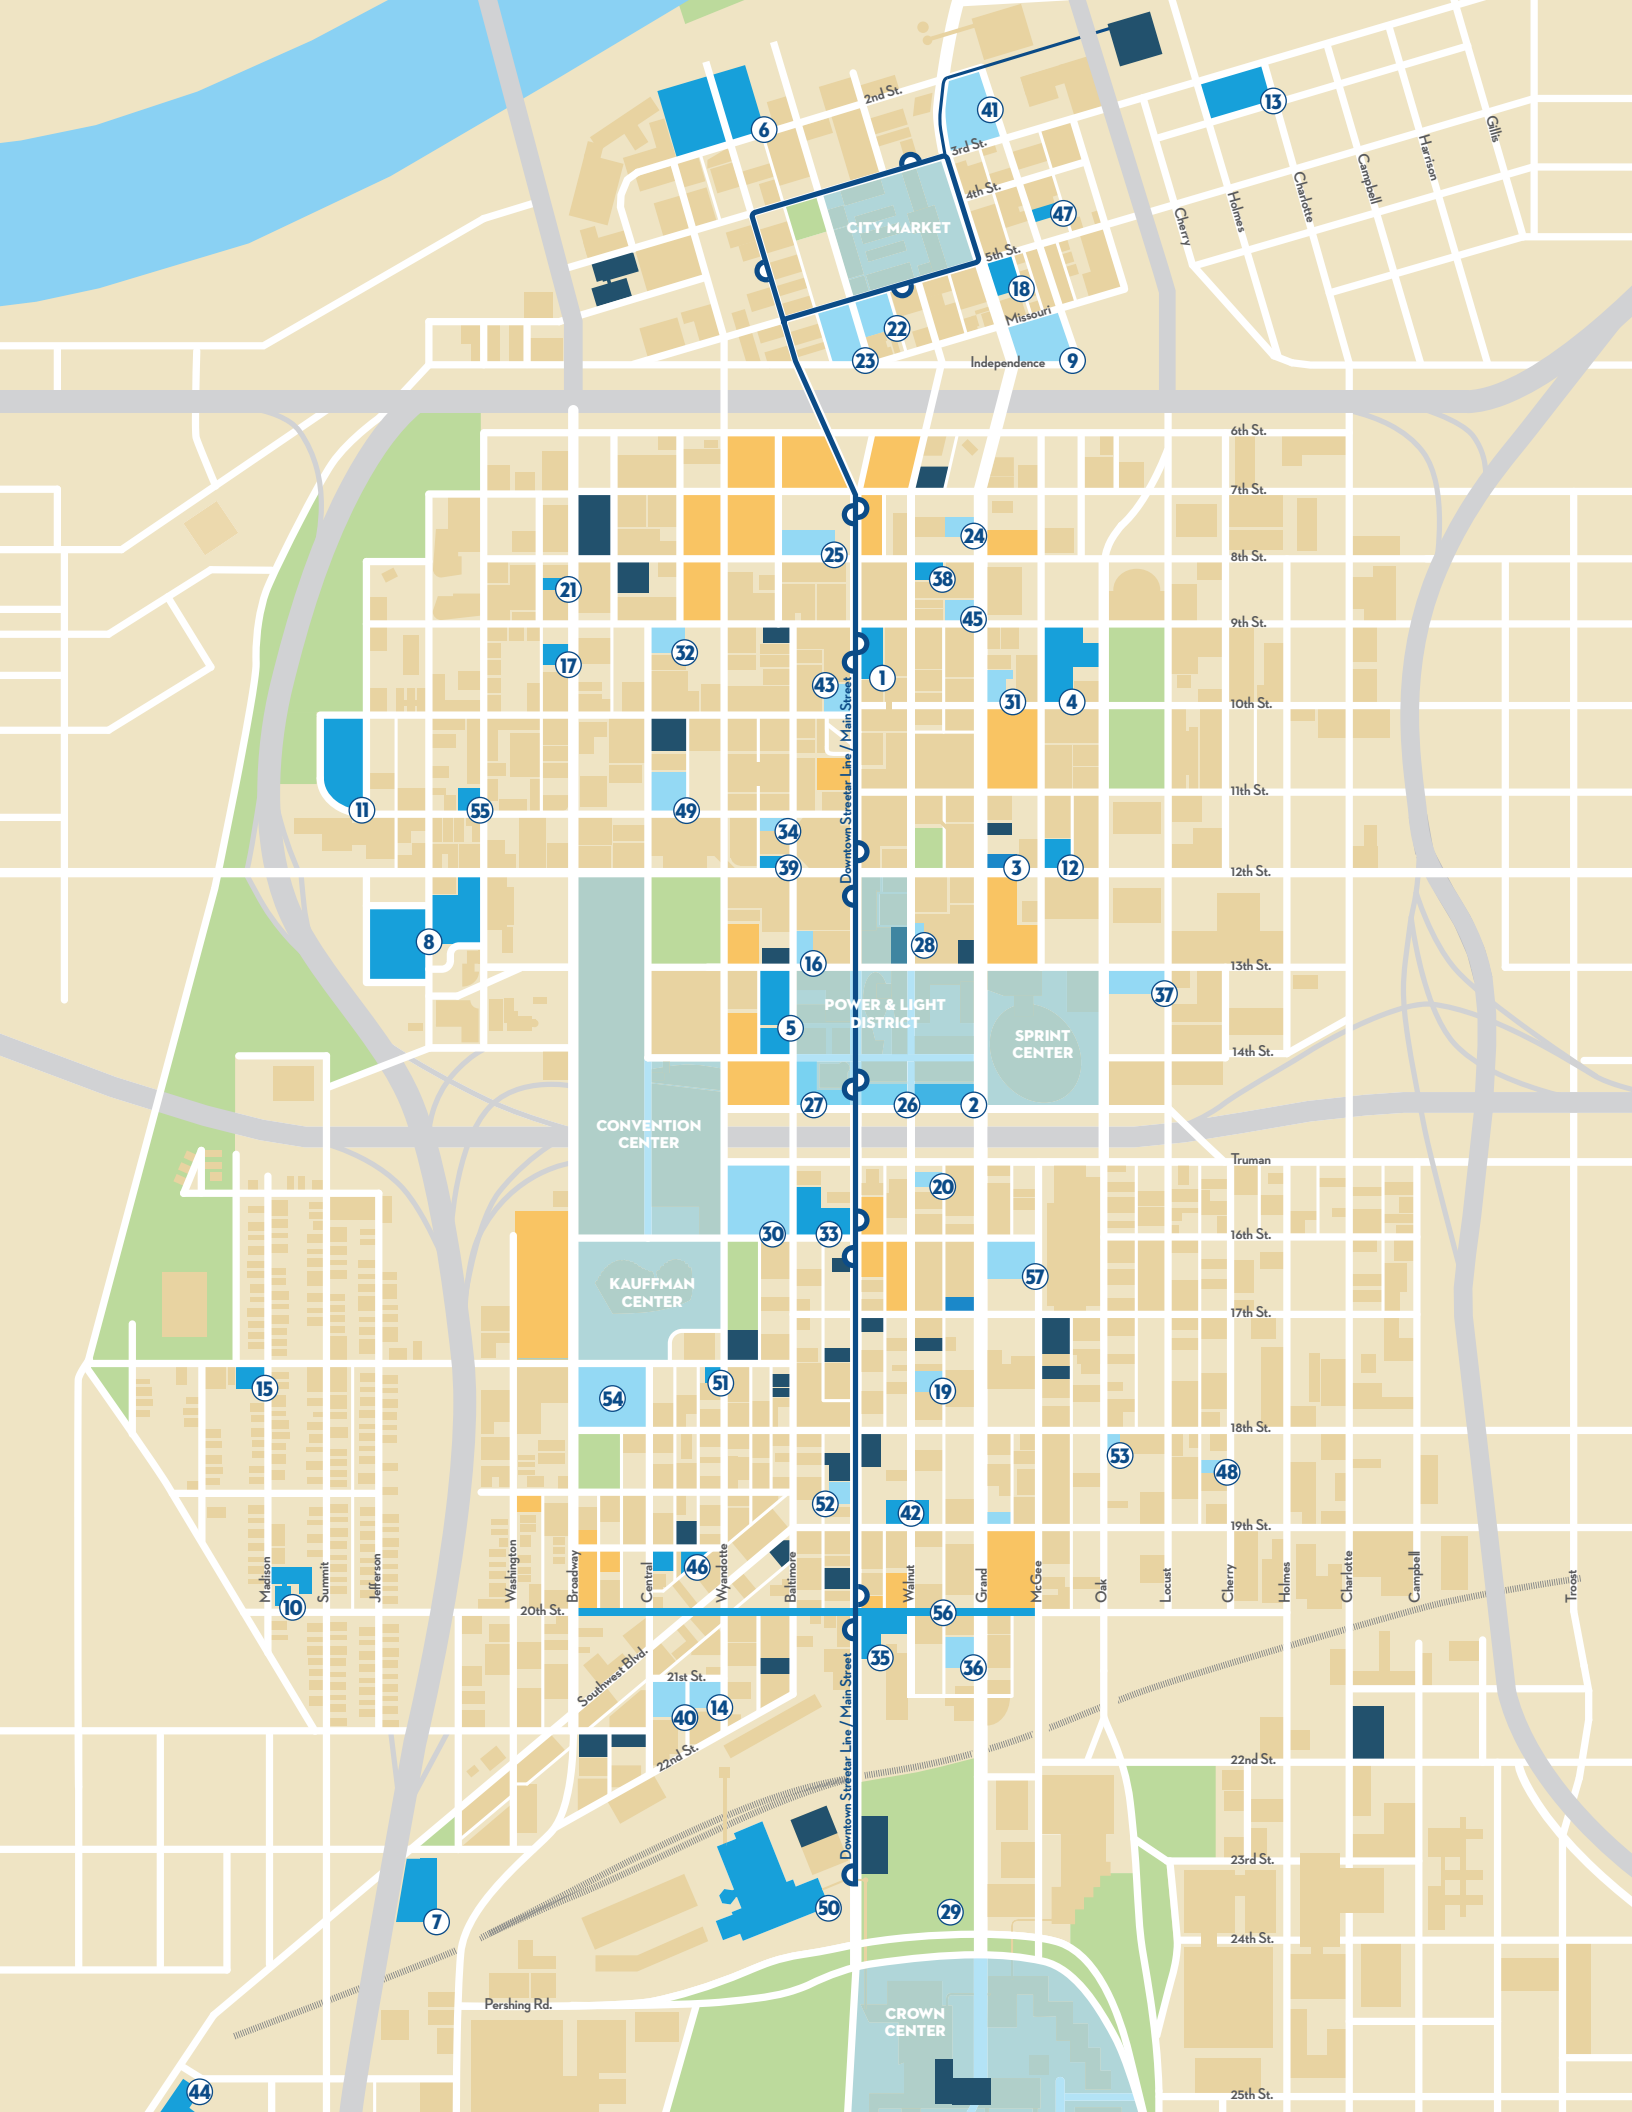 2nd St.
41
13
6
3rd St.
Gillis
Harrison
Campbell
Charlotte
Holmes
Cherry
4th St.
47
CITY MARKET
5th St.
18
Missouri
22
23
Independence
9
6th St.
7th St.
24
25
8th St.
38
21
45
9th St.
32
17
1
43
31
4
10th St.
Downtown Streetar Line / Main Street
11th St.
11
55
49
34
39
3
12
12th St.
8
28
16
13th St.
37
POWER & LIGHT
DISTRICT
5
SPRINT
CENTER
14th St.
27
26
2
CONVENTION
CENTER
Truman
20
30
33
16th St.
57
KAUFFMAN
CENTER
17th St.
15
51
54
19
18th St.
53
48
52
42
19th St.
46
Madison
Summit
Jefferson
Washington
Broadway
Central
Wyandotte
Baltimore
Walnut
Grand
McGee
Oak
Locust
Cherry
Holmes
Charlotte
Campbell
Troost
10
20th St.
56
35
36
Southwest Blvd.
21st St.
14
40
22nd St.
22nd St.
Downtown Streetar Line / Main Street
23rd St.
50
29
7
24th St.
Pershing Rd.
CROWN
CENTER
44
25th St.